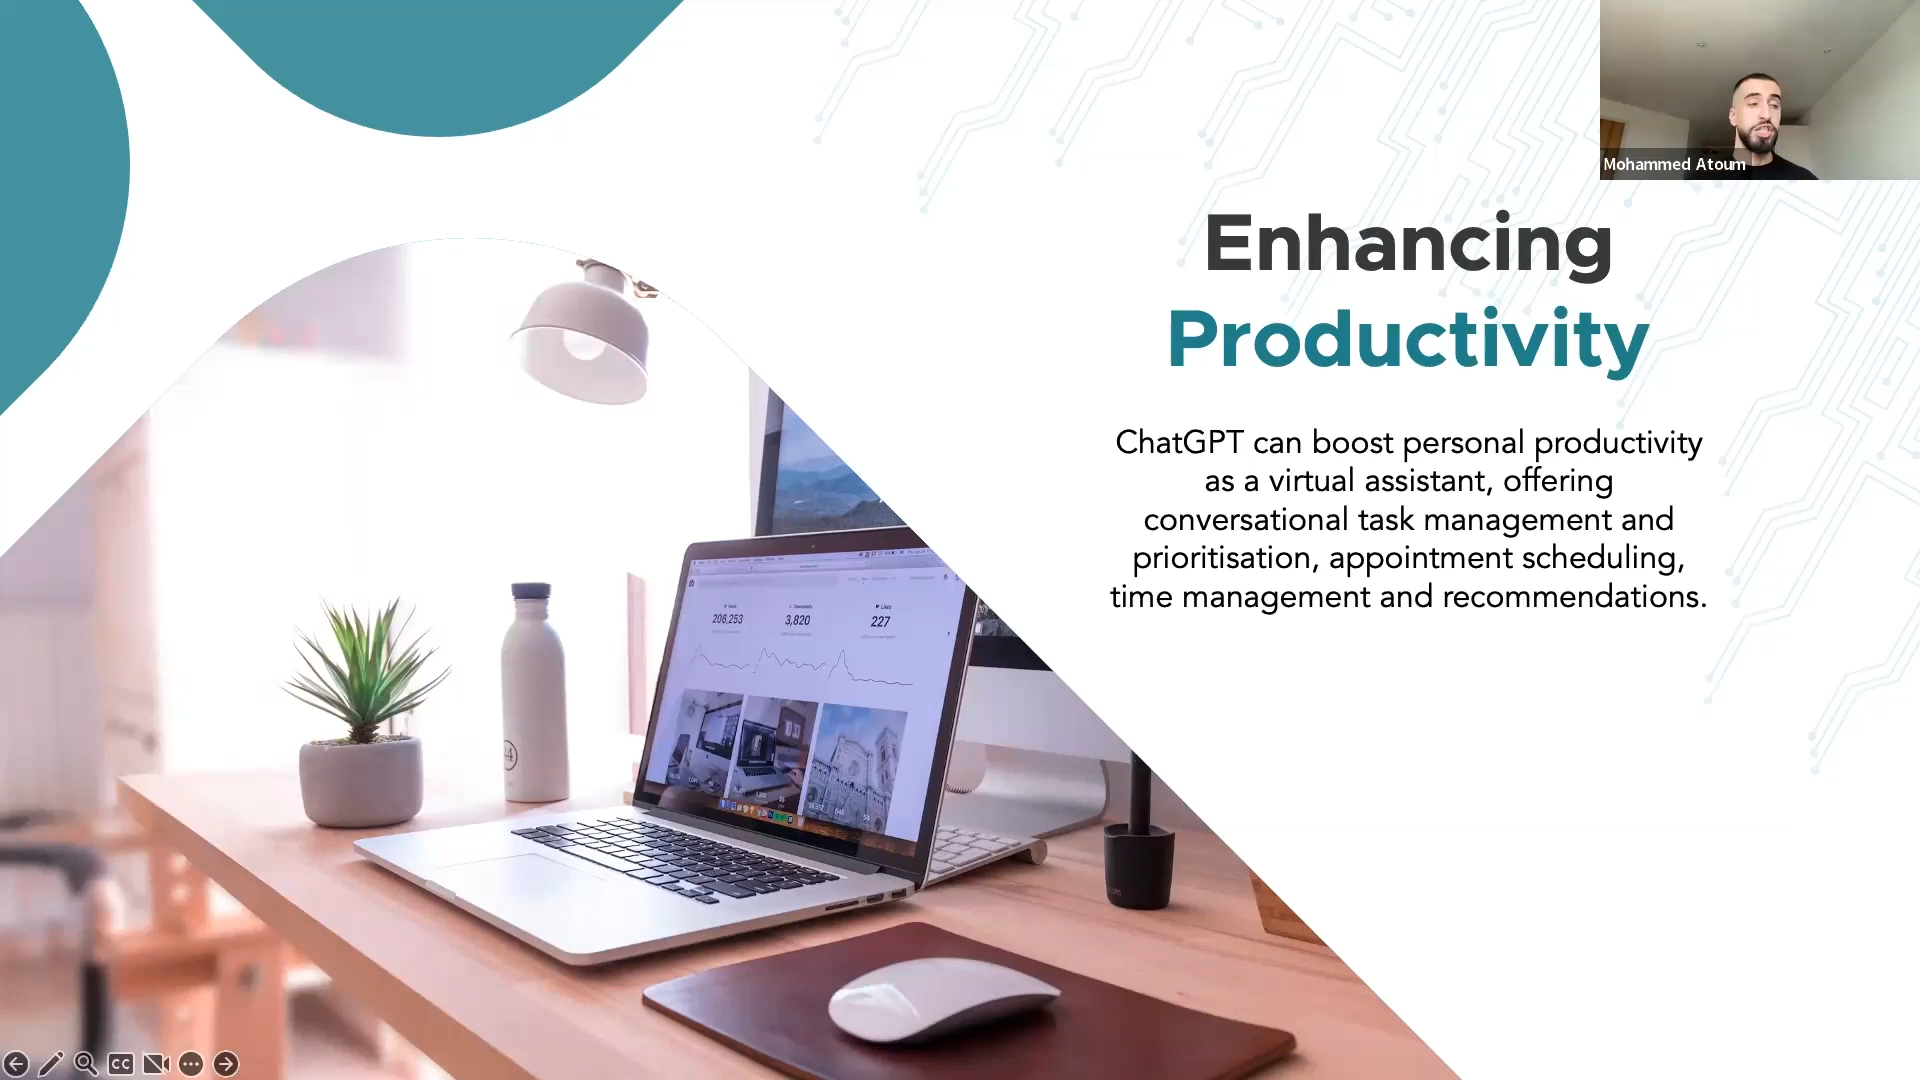 Mohammed Atoum
Enhancing
Productivity
ChatGPT can boost personal productivity
as a virtual assistant, offering
conversational task management and
prioritisation, appointment scheduling,
time management and recommendations.
206,253
3,820
227
CC